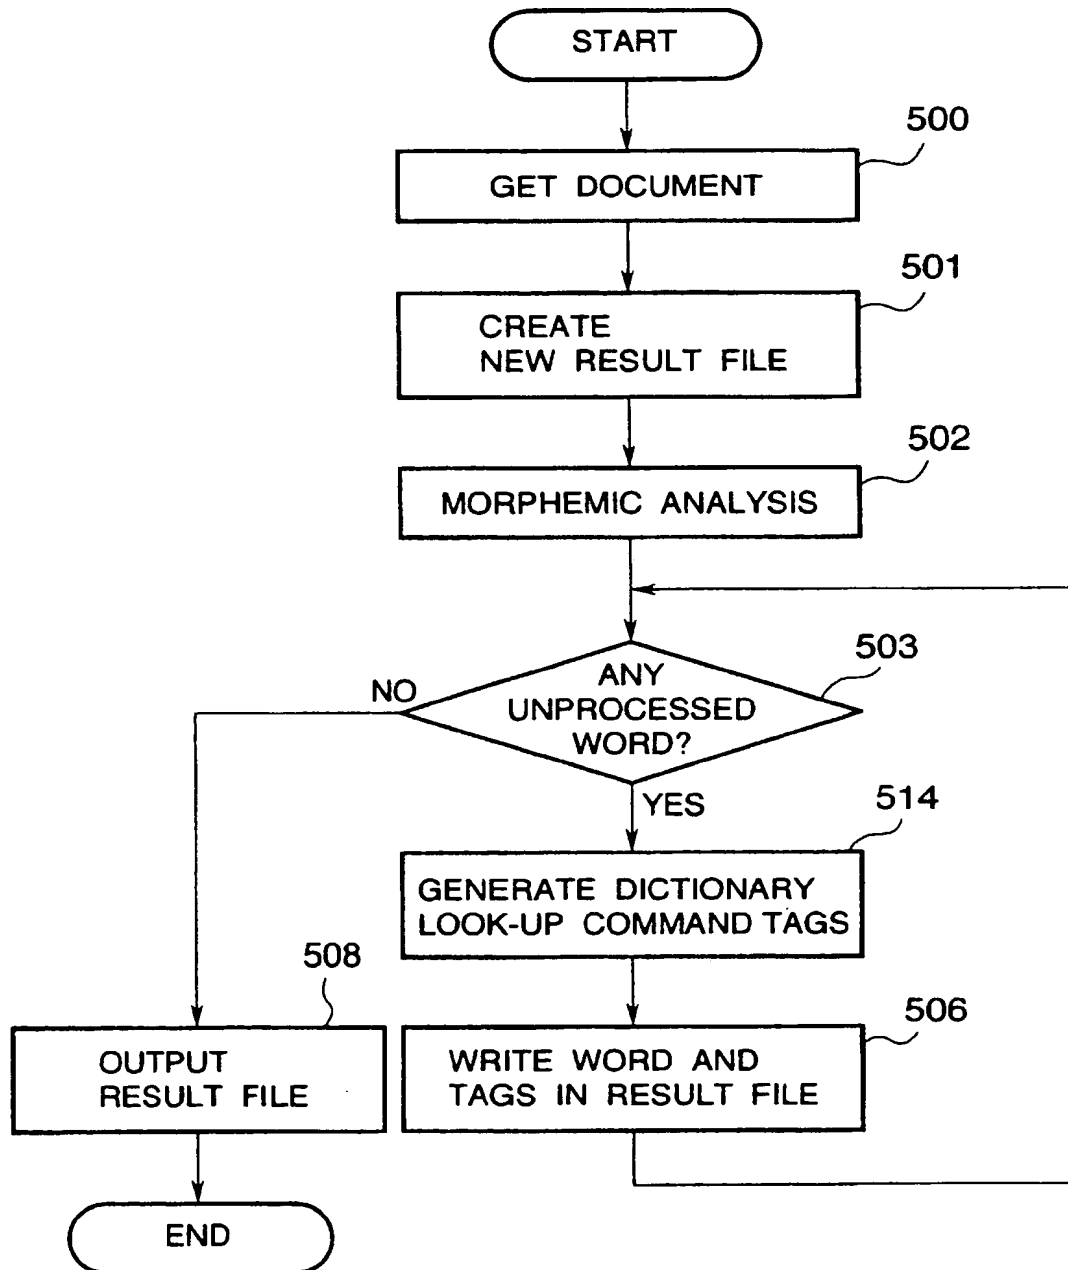 START
500
GET DOCUMENT
501
CREATE
NEW RESULT FILE
502
MORPHEMIC ANALYSIS
503
ANY
UNPROCESSED
WORD?
NO
YES
514
GENERATE DICTIONARY
LOOK-UP COMMAND TAGS
508
OUTPUT
RESULT FILE
506
WRITE WORD AND
TAGS IN RESULT FILE
END